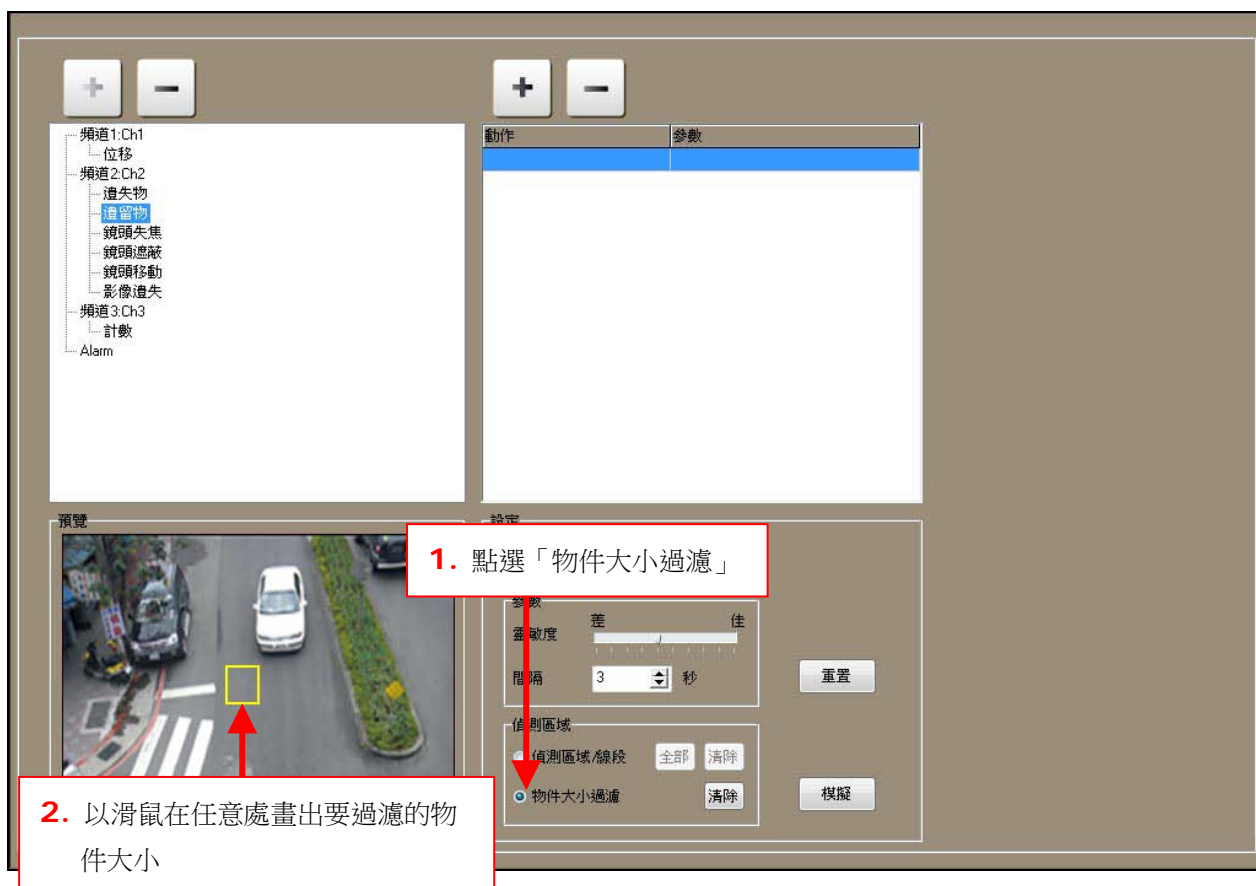 +
−
+
−
頻道1:Ch1
位移
頻道2:Ch2
遺失物
遺留物
鏡頭失焦
鏡頭遮蔽
鏡頭移動
影像遺失
頻道3:Ch3
計數
Alarm
動作 參數
預覽
設定
1. 點選「物件大小過濾」
參數
差 佳
靈敏度
間隔 3 秒
重置
偵測區域
偵測區域/線段 全部 清除
物件大小過濾 清除
模擬
2. 以滑鼠在任意處畫出要過濾的物
件大小